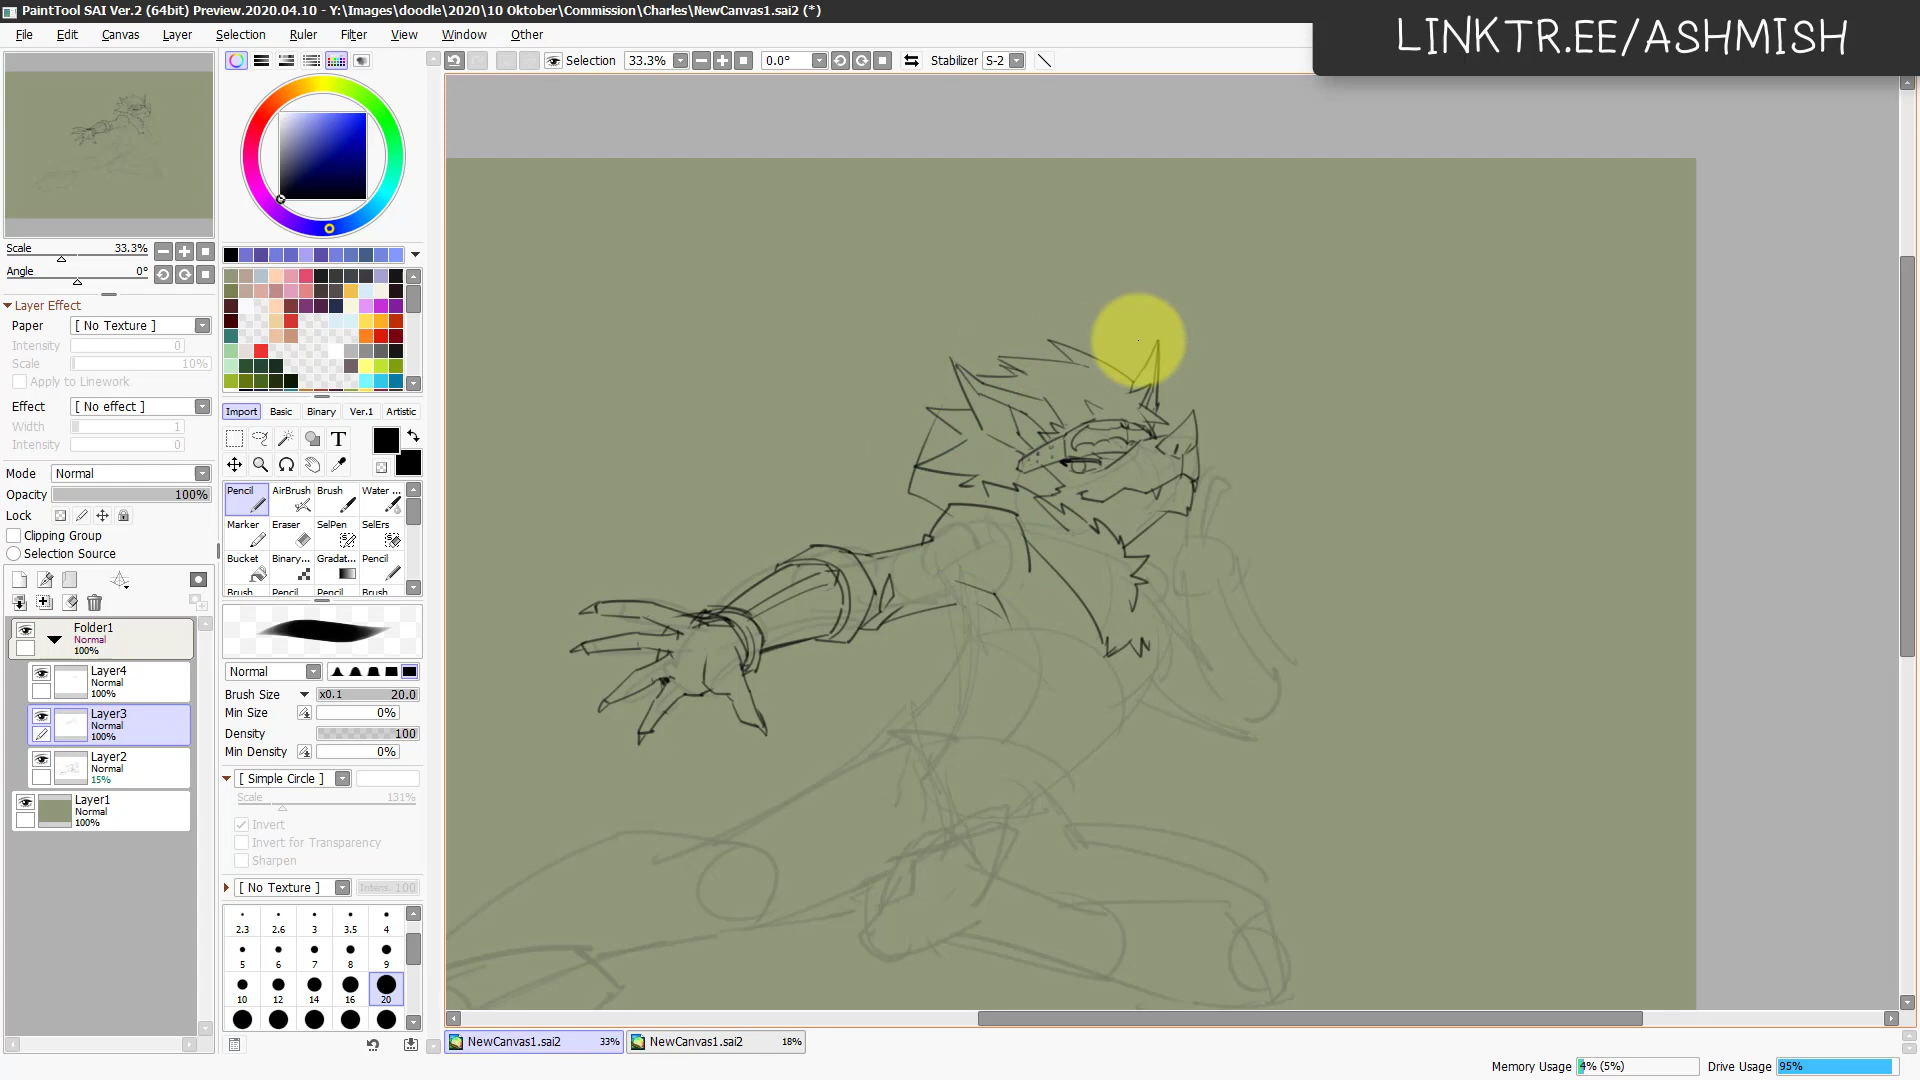 PaintTool SAI Ver.2 (64bit) Preview.2020.04.10 - Y:\Images\doodle\2020\10 Oktober\Commission\Charles\NewCanvas1.sai2 (*)
LINKTR.EE/ASHMISH
File Edit Canvas Layer Selection Filter Ruler View Window Other
Selection 33.3% 0.0° Stabilizer S-2
Scale 33.3%
Angle 0°
Layer Effect
Paper [ No Texture ]
Intensity 0
Scale 10%
Apply to Linework
Effect [ No effect ]
Width 1
Intensity 0
Mode Normal
Opacity 100%
Lock
Clipping Group
Selection Source
Folder1
Normal
100%
Layer4
Normal
100%
Layer3
Normal
100%
Layer2
Normal
15%
Layer1
Normal
100%
Import Basic Binary Ver.1 Artistic
T
Pencil AirBrush Brush Water ...
Marker Eraser SelPen SelErs
Bucket Binary... Gradat... Pencil
Brush Pencil Pencil Brush
Normal
Brush Size x0.1 20.0
Min Size 0%
Density 100
Min Density 0%
[ Simple Circle ]
Scale 131%
Invert
Invert for Transparency
Sharpen
[ No Texture ] Intens. 100
2.3 2.6 3 3.5 4
5 6 7 8 9
10 12 14 16 20
NewCanvas1.sai2 33% NewCanvas1.sai2 18%
Memory Usage 4% (5%) Drive Usage 95%